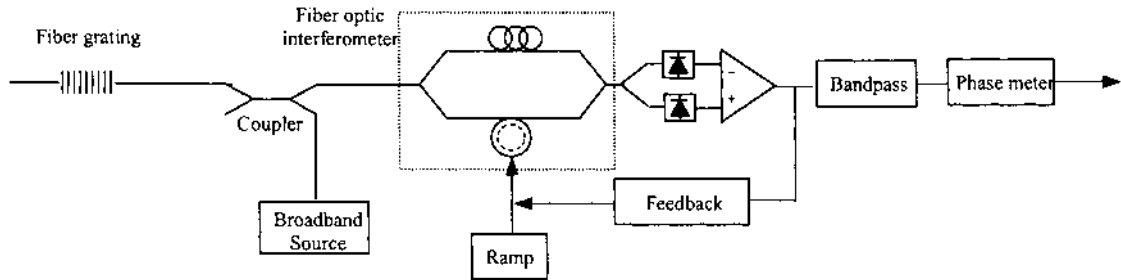 Fiber optic
interferometer
Fiber grating
Coupler
Broadband
Source
Ramp
Feedback
−
+
Bandpass
Phase meter